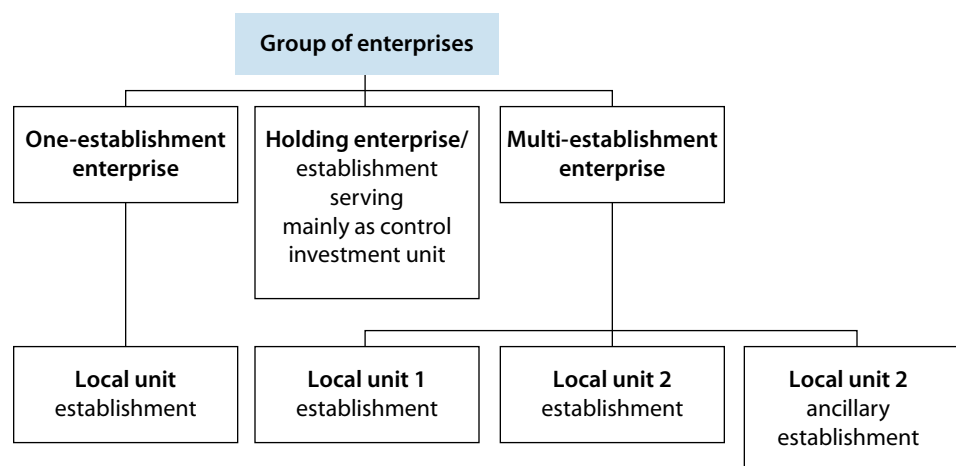 Group of enterprises
One-establishment
enterprise
Holding enterprise/
establishment
serving
mainly as control
investment unit
Multi-establishment
enterprise
Local unit
establishment
Local unit 1
establishment
Local unit 2
establishment
Local unit 2
ancillary
establishment